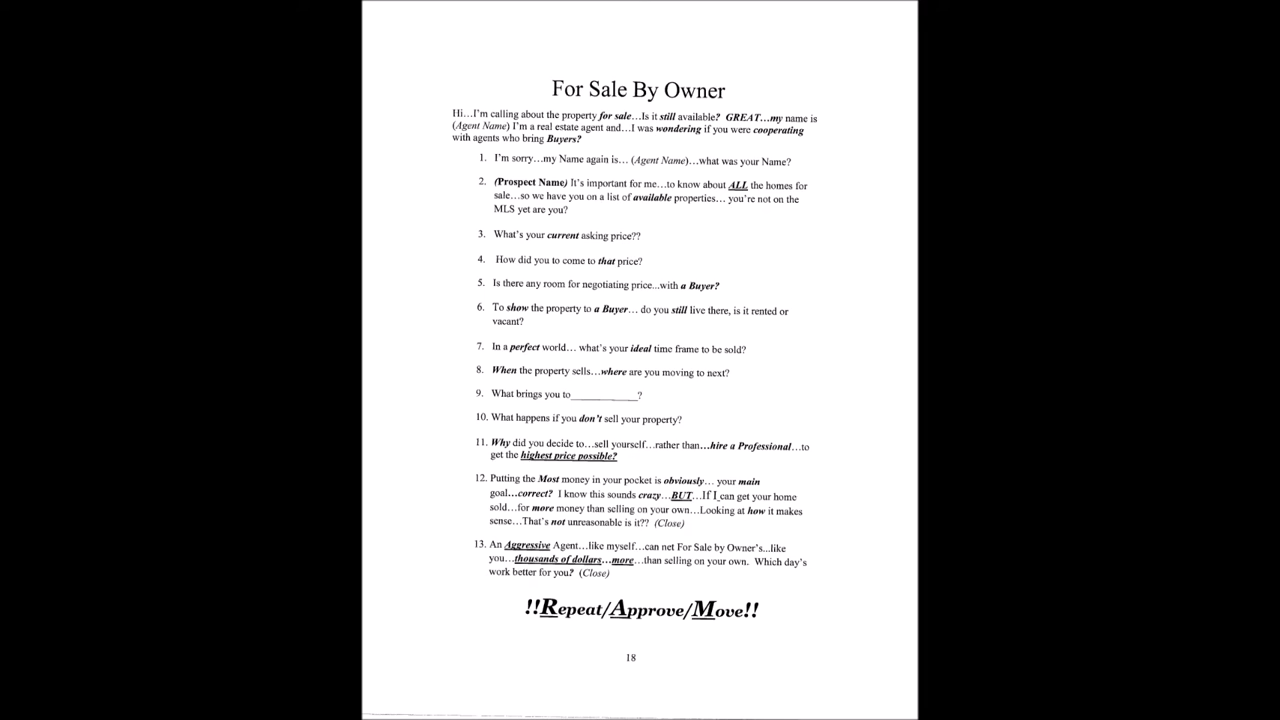 For Sale By Owner
Hi…I'm calling about the property for sale…Is it still available? GREAT…my name is
(Agent Name) I'm a real estate agent and…I was wondering if you were cooperating
with agents who bring Buyers?
1. I'm sorry…my Name again is… (Agent Name)…what was your Name?
2. (Prospect Name) It's important for me…to know about ALL the homes for
sale…so we have you on a list of available properties… you're not on the
MLS yet are you?
3. What's your current asking price??
4. How did you to come to that price?
5. Is there any room for negotiating price...with a Buyer?
6. To show the property to a Buyer… do you still live there, is it rented or
vacant?
7. In a perfect world… what's your ideal time frame to be sold?
8. When the property sells…where are you moving to next?
9. What brings you to____________?
10. What happens if you don't sell your property?
11. Why did you decide to…sell yourself…rather than…hire a Professional…to
get the highest price possible?
12. Putting the Most money in your pocket is obviously… your main
goal…correct? I know this sounds crazy…BUT…If I can get your home
sold…for more money than selling on your own…Looking at how it makes
sense…That's not unreasonable is it?? (Close)
13. An Aggressive Agent…like myself…can net For Sale by Owner's...like
you…thousands of dollars…more…than selling on your own. Which day's
work better for you? (Close)
!!Repeat/Approve/Move!!
18